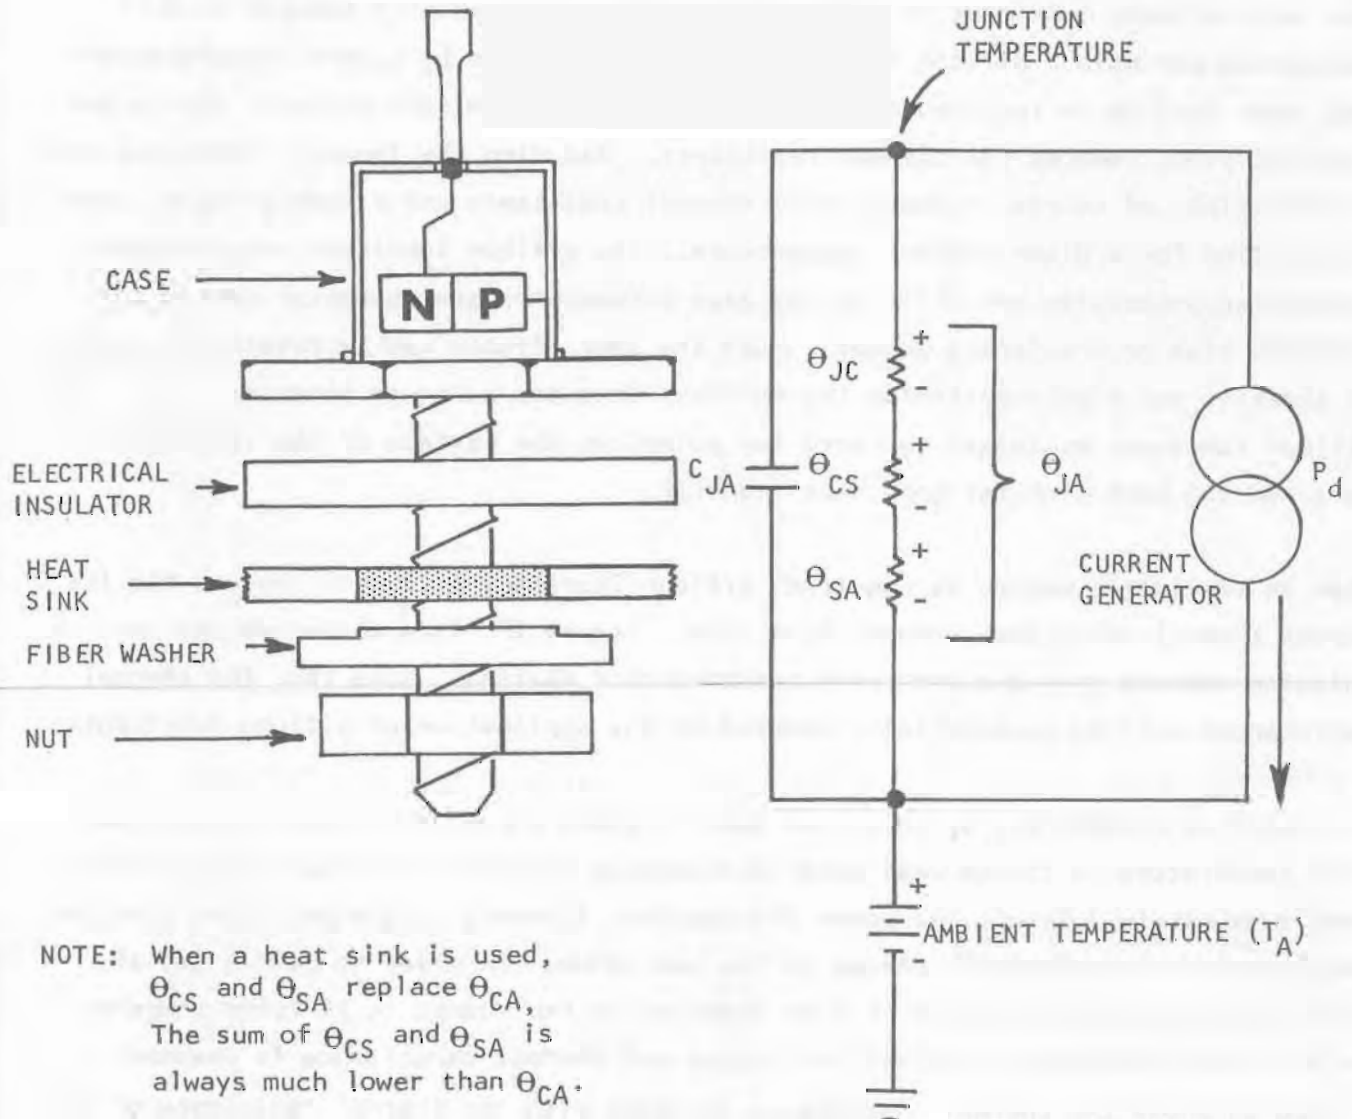 JUNCTION
TEMPERATURE
CASE
N P
ELECTRICAL
INSULATOR
HEAT
SINK
FIBER WASHER
NUT
θJC
+
-
CJA
θCS
+
-
θSA
+
-
θJA
Pd
CURRENT
GENERATOR
+
AMBIENT TEMPERATURE (TA)
-
NOTE: When a heat sink is used,
θCS and θSA replace θCA,
The sum of θCS and θSA is
always much lower than θCA.